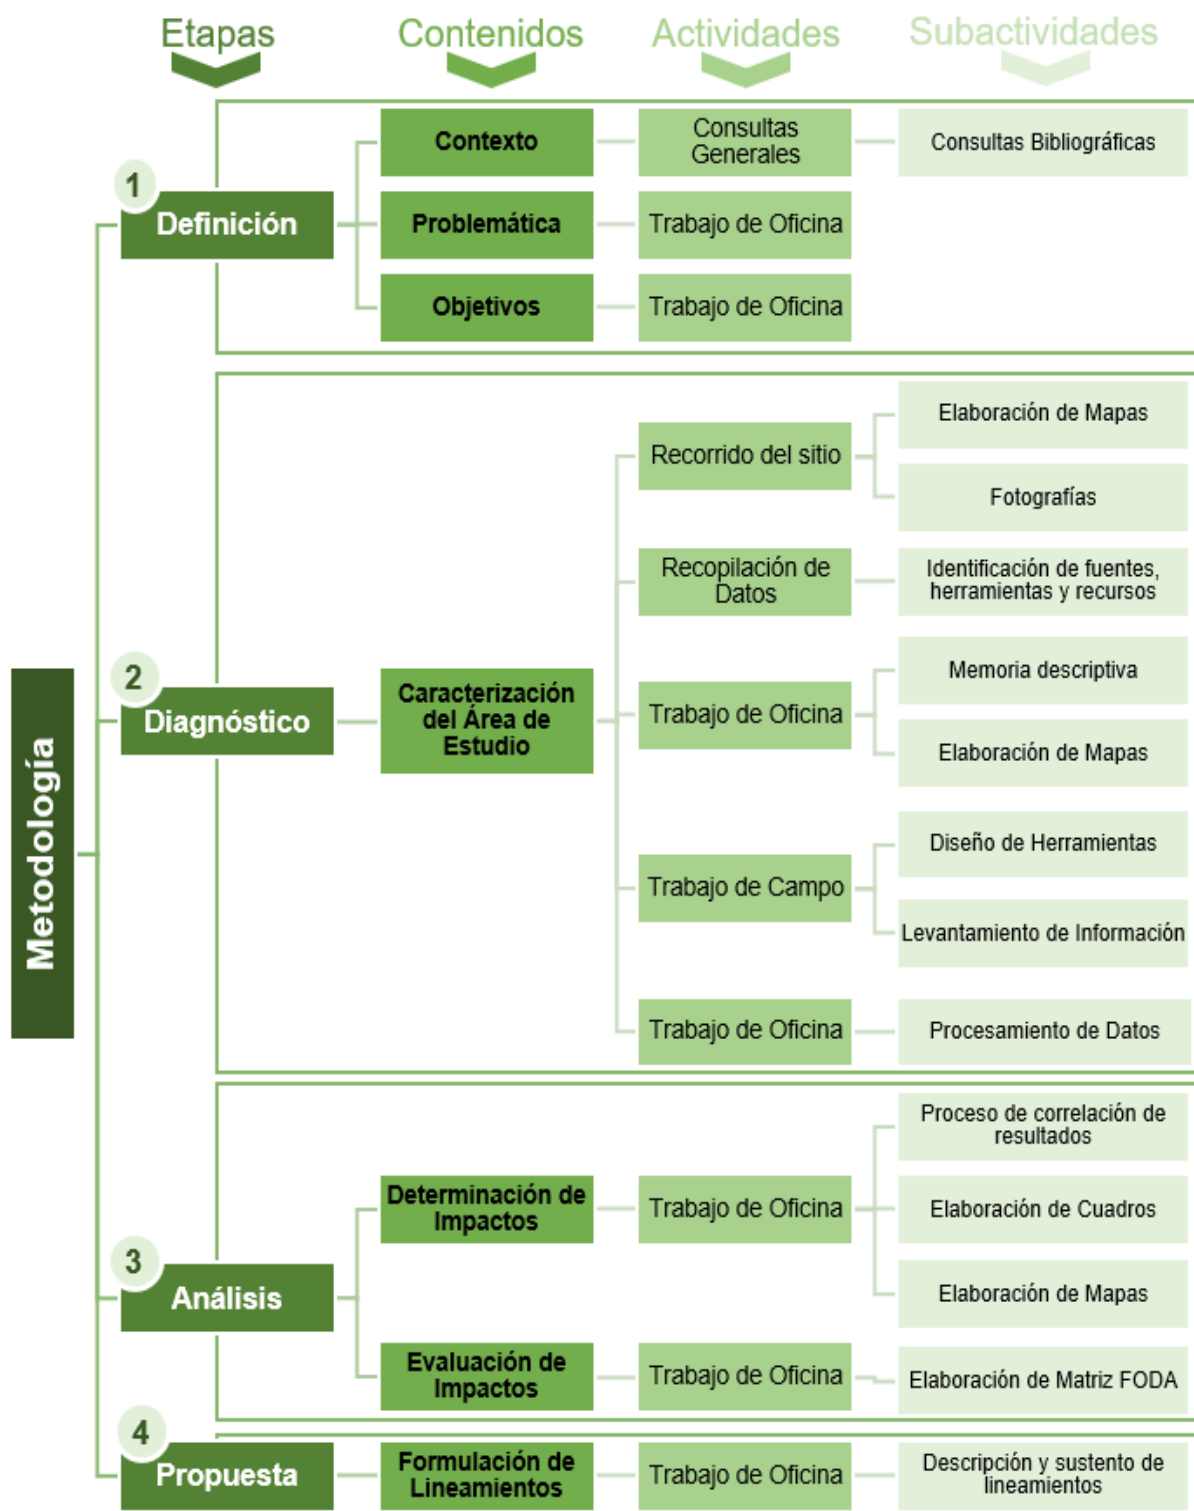 Etapas
Contenidos
Actividades
Subactividades
Metodología
1
Definición
Contexto
Consultas
Generales
Consultas Bibliográficas
Problemática
Trabajo de Oficina
Objetivos
Trabajo de Oficina
2
Diagnóstico
Caracterización
del Área de
Estudio
Recorrido del sitio
Elaboración de Mapas
Fotografías
Recopilación de
Datos
Identificación de fuentes,
herramientas y recursos
Trabajo de Oficina
Memoria descriptiva
Elaboración de Mapas
Trabajo de Campo
Diseño de Herramientas
Levantamiento de Información
Trabajo de Oficina
Procesamiento de Datos
3
Análisis
Determinación de
Impactos
Trabajo de Oficina
Proceso de correlación de
resultados
Elaboración de Cuadros
Elaboración de Mapas
Evaluación de
Impactos
Trabajo de Oficina
Elaboración de Matriz FODA
4
Propuesta
Formulación de
Lineamientos
Trabajo de Oficina
Descripción y sustento de
lineamientos